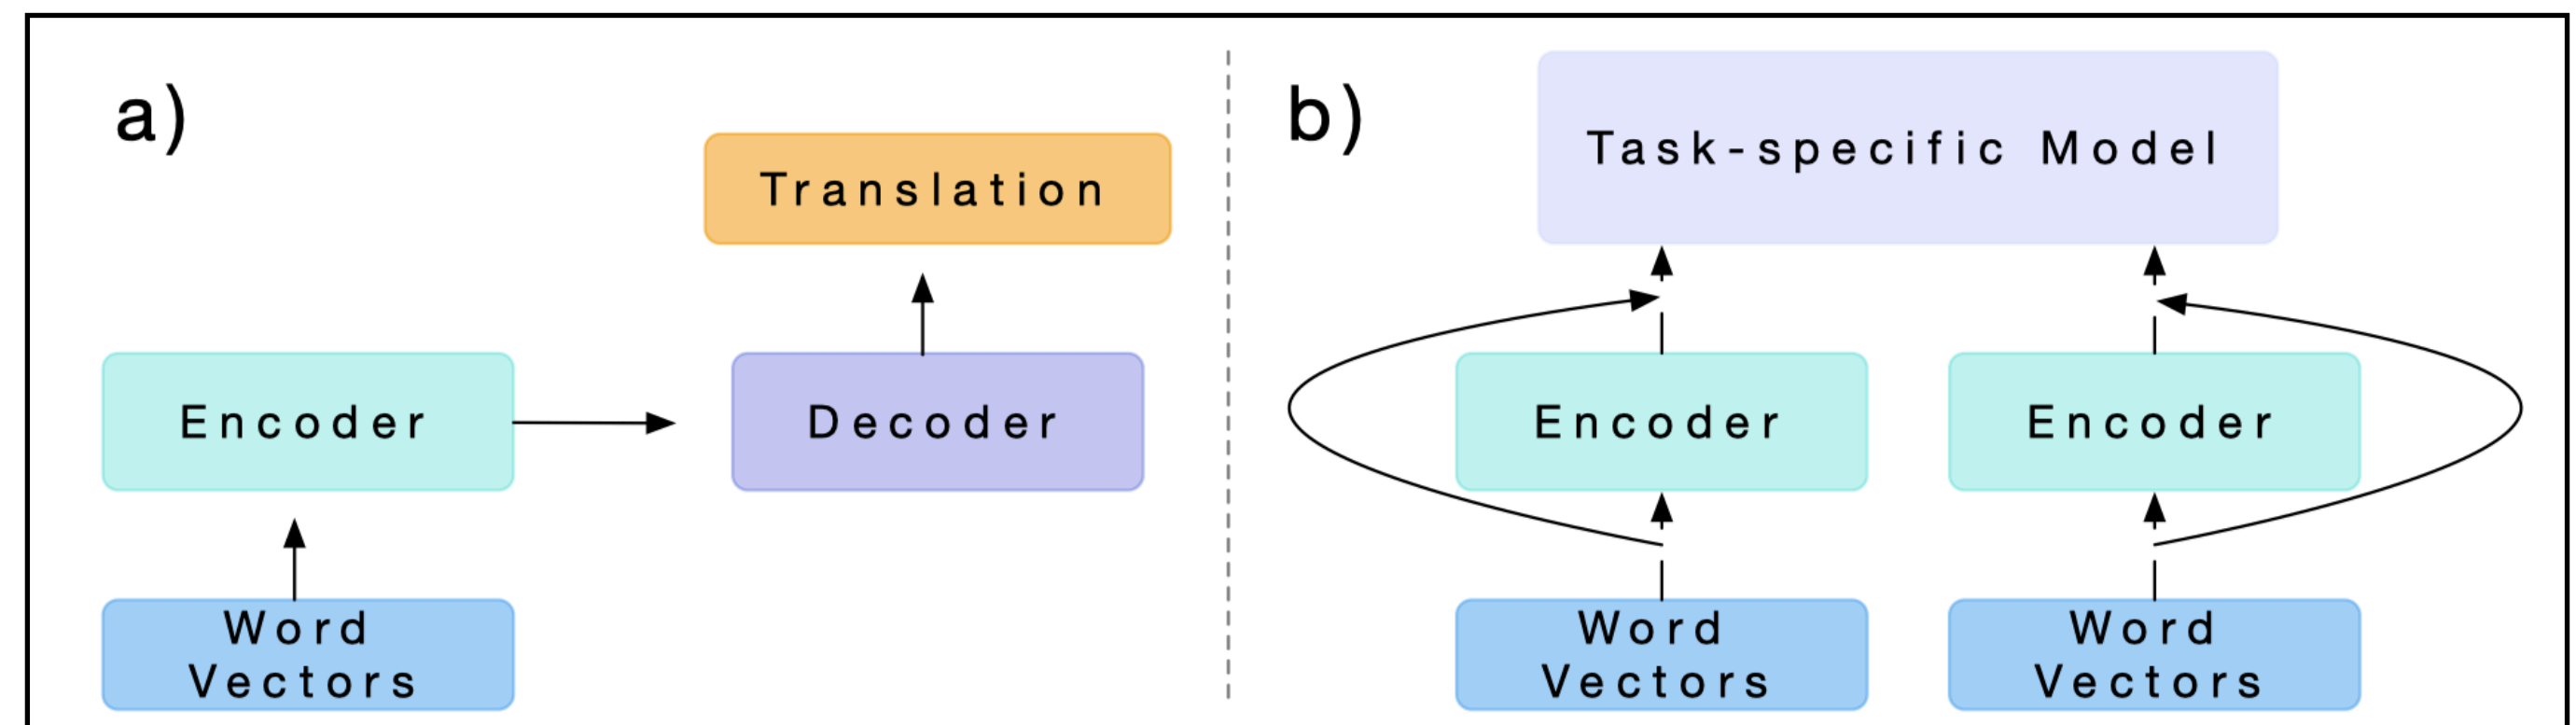 a)
Translation
Encoder
Decoder
Word
Vectors
b)
Task-specific Model
Encoder
Encoder
Word
Vectors
Word
Vectors